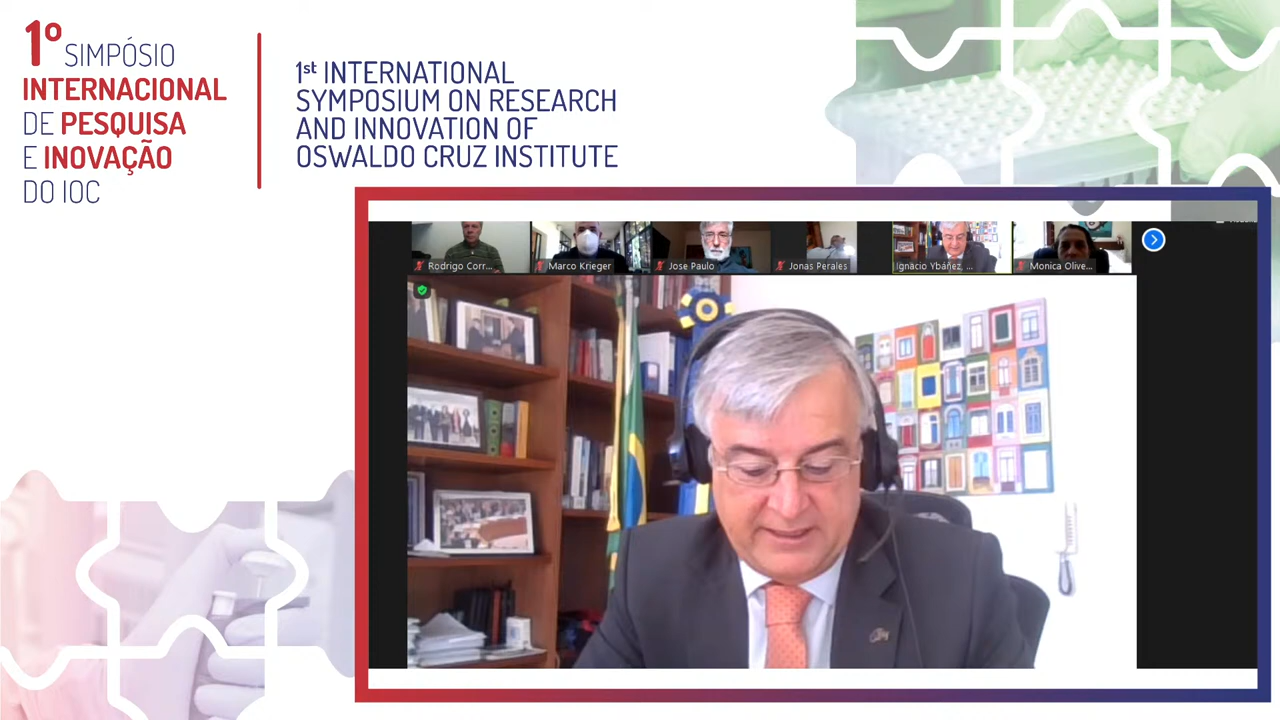 1º SIMPÓSIO
INTERNACIONAL
DE PESQUISA
E INOVAÇÃO
DO IOC
1st INTERNATIONAL
SYMPOSIUM ON RESEARCH
AND INNOVATION OF
OSWALDO CRUZ INSTITUTE
Rodrigo Corr...
Marco Krieger
Jose Paulo
Jonas Perales
Ignacio Ybáñez, ...
Monica Olive...